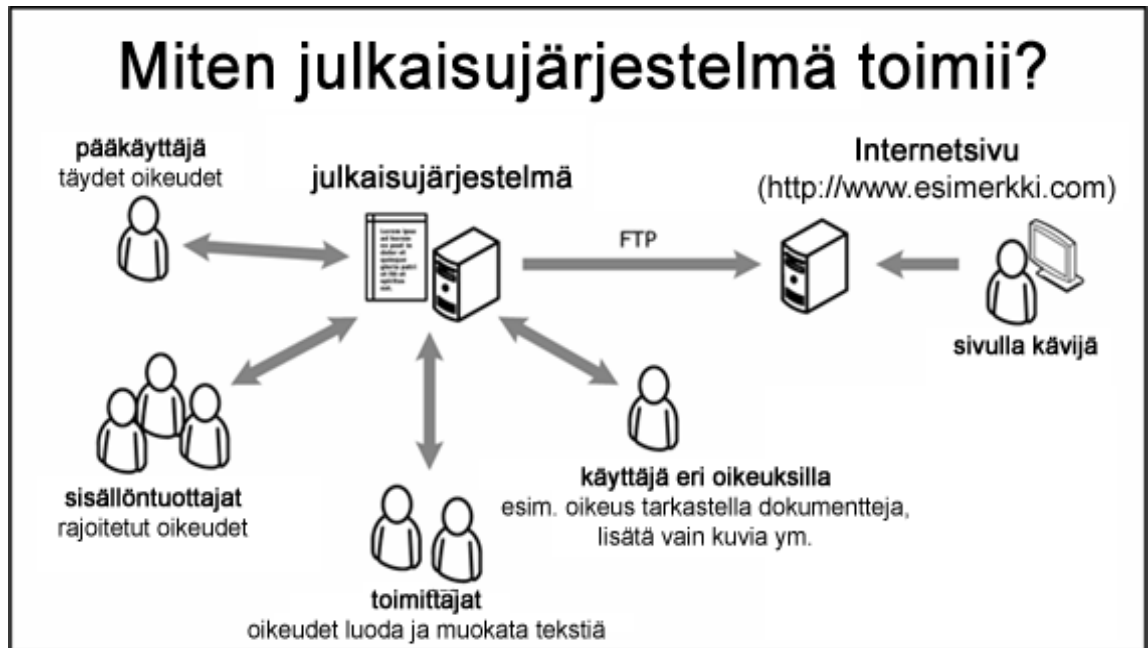 Miten julkaisujärjestelmä toimii?
pääkäyttäjä
täydet oikeudet
julkaisujärjestelmä
Internetsivu
(http://www.esimerkki.com)
FTP
sivulla kävijä
sisällöntuottajat
rajoitetut oikeudet
käyttäjä eri oikeuksilla
esim. oikeus tarkastella dokumentteja,
lisätä vain kuvia ym.
toimittajat
oikeudet luoda ja muokata tekstiä